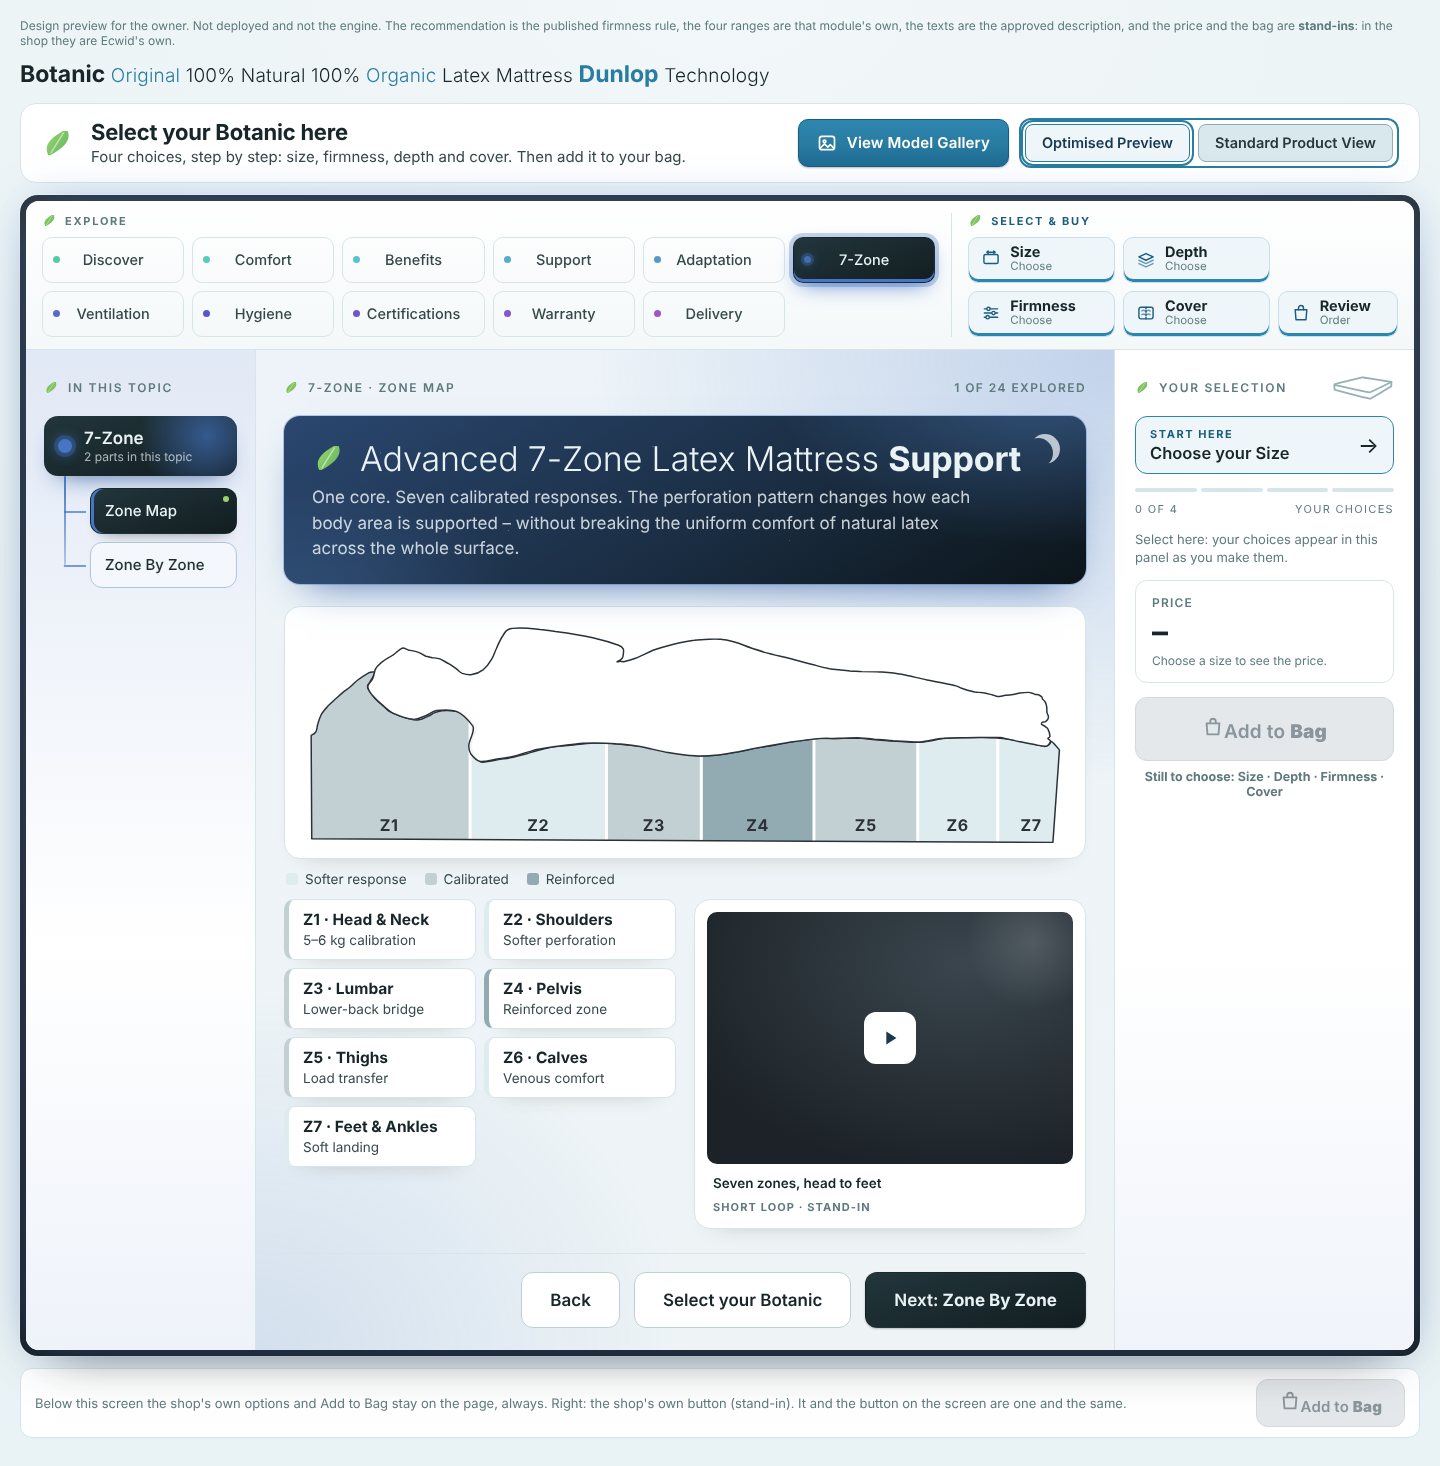 Design preview for the owner. Not deployed and not the engine. The recommendation is the published firmness rule, the four ranges are that module's own, the texts are the approved description, and the price and the bag are stand-ins: in the
shop they are Ecwid's own.
Botanic Original 100% Natural 100% Organic Latex Mattress Dunlop Technology
Select your Botanic here
Four choices, step by step: size, firmness, depth and cover. Then add it to your bag.
View Model Gallery
Optimised Preview
Standard Product View
EXPLORE
Discover
Comfort
Benefits
Support
Adaptation
7-Zone
Ventilation
Hygiene
Certifications
Warranty
Delivery
SELECT & BUY
Size
Choose
Depth
Choose
Firmness
Choose
Cover
Choose
Review
Order
IN THIS TOPIC
7-Zone
2 parts in this topic
Zone Map
Zone By Zone
7-ZONE · ZONE MAP
1 OF 24 EXPLORED
Advanced 7-Zone Latex Mattress Support
One core. Seven calibrated responses. The perforation pattern changes how each
body area is supported – without breaking the uniform comfort of natural latex
across the whole surface.
Z1
Z2
Z3
Z4
Z5
Z6
Z7
Softer response
Calibrated
Reinforced
Z1 · Head & Neck
5–6 kg calibration
Z2 · Shoulders
Softer perforation
Z3 · Lumbar
Lower-back bridge
Z4 · Pelvis
Reinforced zone
Z5 · Thighs
Load transfer
Z6 · Calves
Venous comfort
Z7 · Feet & Ankles
Soft landing
Seven zones, head to feet
SHORT LOOP · STAND-IN
Back
Select your Botanic
Next: Zone By Zone
YOUR SELECTION
START HERE
Choose your Size
0 OF 4
YOUR CHOICES
Select here: your choices appear in this
panel as you make them.
PRICE
–
Choose a size to see the price.
Add to Bag
Still to choose: Size · Depth · Firmness ·
Cover
Below this screen the shop's own options and Add to Bag stay on the page, always. Right: the shop's own button (stand-in). It and the button on the screen are one and the same.
Add to Bag